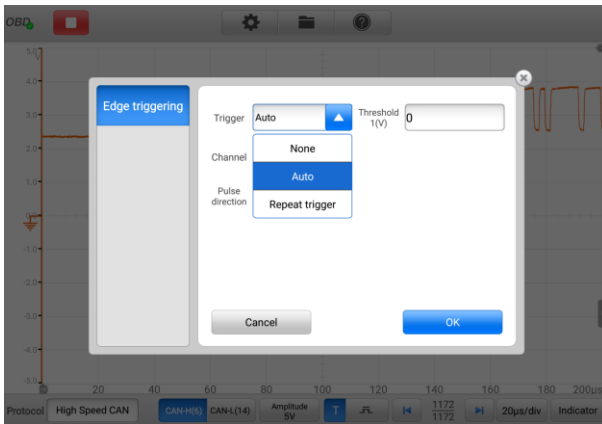 OBD
5.0
V
4.0
Edge triggering
Trigger
Auto
Threshold
1(V)
0
3.0
Channel
None
2.0
Auto
1.0
Pulse
direction
Repeat trigger
0.0
-1.0
-2.0
-3.0
Cancel
OK
-4.0
-5.0
0 20 40 60 80 100 120 140 160 180 200µs
Protocol
High Speed CAN
CAN-H(6)
CAN-L(14)
Amplitude
5V
T
1172
1172
20µs/div
Indicator